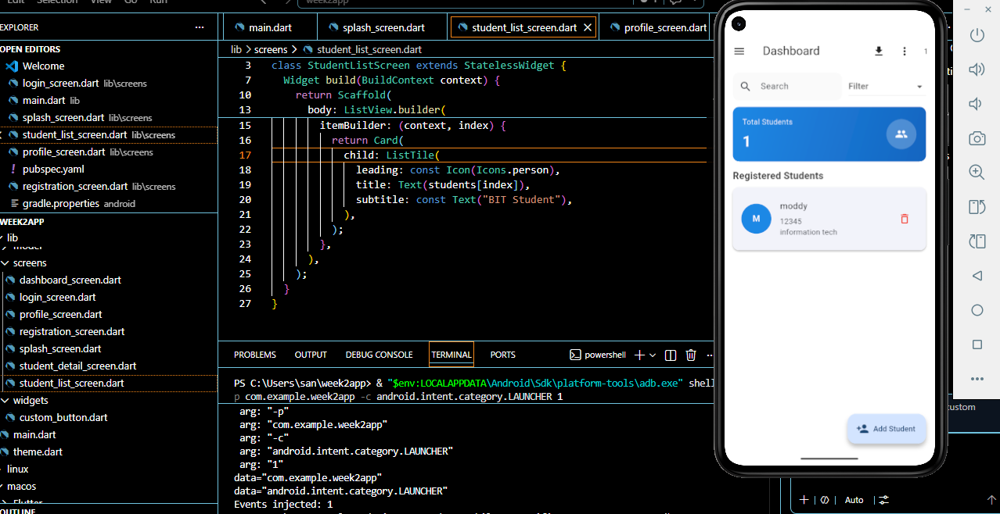 Edit Selection View Go Run
week2app
EXPLORER
OPEN EDITORS
Welcome
login_screen.dart lib\screens
main.dart lib
splash_screen.dart lib\screens
student_list_screen.dart lib\screens
profile_screen.dart lib\screens
! pubspec.yaml
registration_screen.dart lib\screens
gradle.properties android
WEEK2APP
lib
model
screens
dashboard_screen.dart
login_screen.dart
profile_screen.dart
registration_screen.dart
splash_screen.dart
student_detail_screen.dart
student_list_screen.dart
widgets
custom_button.dart
main.dart
theme.dart
linux
macos
Flutter
OUTLINE
main.dart
splash_screen.dart
student_list_screen.dart
profile_screen.dart
lib > screens > student_list_screen.dart
3 class StudentListScreen extends StatelessWidget {
7 Widget build(BuildContext context) {
10 return Scaffold(
13 body: ListView.builder(
15 itemBuilder: (context, index) {
16 return Card(
17 child: ListTile(
18 leading: const Icon(Icons.person),
19 title: Text(students[index]),
20 subtitle: const Text("BIT Student"),
21 ),
22 );
23 },
24 ),
25 );
26 }
27 }
PROBLEMS OUTPUT DEBUG CONSOLE TERMINAL PORTS
powershell
PS C:\Users\san\week2app> & "$env:LOCALAPPDATA\Android\Sdk\platform-tools\adb.exe" shell
p com.example.week2app -c android.intent.category.LAUNCHER 1
arg: "-p"
arg: "com.example.week2app"
arg: "-c"
arg: "android.intent.category.LAUNCHER"
arg: "1"
data="com.example.week2app"
data="android.intent.category.LAUNCHER"
Events injected: 1
Dashboard
1
Search
Filter
Total Students
1
Registered Students
M
moddy
12345
information tech
Add Student
custom
Auto